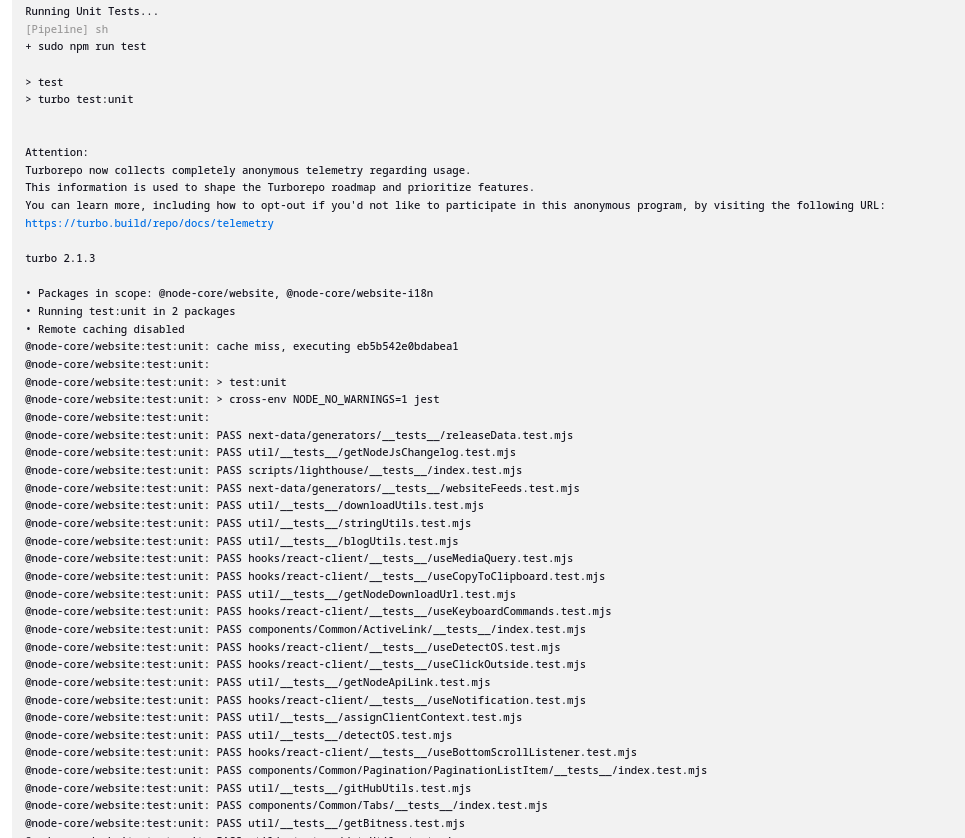 Running Unit Tests...
[Pipeline] sh
+ sudo npm run test
> test
> turbo test:unit
Attention:
Turborepo now collects completely anonymous telemetry regarding usage.
This information is used to shape the Turborepo roadmap and prioritize features.
You can learn more, including how to opt-out if you'd not like to participate in this anonymous program, by visiting the following URL:
https://turbo.build/repo/docs/telemetry
turbo 2.1.3
• Packages in scope: @node-core/website, @node-core/website-i18n
• Running test:unit in 2 packages
• Remote caching disabled
@node-core/website:test:unit: cache miss, executing eb5b542e0bdabea1
@node-core/website:test:unit:
@node-core/website:test:unit: > test:unit
@node-core/website:test:unit: > cross-env NODE_NO_WARNINGS=1 jest
@node-core/website:test:unit:
@node-core/website:test:unit: PASS next-data/generators/__tests__/releaseData.test.mjs
@node-core/website:test:unit: PASS util/__tests__/getNodeJsChangelog.test.mjs
@node-core/website:test:unit: PASS scripts/lighthouse/__tests__/index.test.mjs
@node-core/website:test:unit: PASS next-data/generators/__tests__/websiteFeeds.test.mjs
@node-core/website:test:unit: PASS util/__tests__/downloadUtils.test.mjs
@node-core/website:test:unit: PASS util/__tests__/stringUtils.test.mjs
@node-core/website:test:unit: PASS util/__tests__/blogUtils.test.mjs
@node-core/website:test:unit: PASS hooks/react-client/__tests__/useMediaQuery.test.mjs
@node-core/website:test:unit: PASS hooks/react-client/__tests__/useCopyToClipboard.test.mjs
@node-core/website:test:unit: PASS util/__tests__/getNodeDownloadUrl.test.mjs
@node-core/website:test:unit: PASS hooks/react-client/__tests__/useKeyboardCommands.test.mjs
@node-core/website:test:unit: PASS components/Common/ActiveLink/__tests__/index.test.mjs
@node-core/website:test:unit: PASS hooks/react-client/__tests__/useDetectOS.test.mjs
@node-core/website:test:unit: PASS hooks/react-client/__tests__/useClickOutside.test.mjs
@node-core/website:test:unit: PASS util/__tests__/getNodeApiLink.test.mjs
@node-core/website:test:unit: PASS hooks/react-client/__tests__/useNotification.test.mjs
@node-core/website:test:unit: PASS util/__tests__/assignClientContext.test.mjs
@node-core/website:test:unit: PASS util/__tests__/detectOS.test.mjs
@node-core/website:test:unit: PASS hooks/react-client/__tests__/useBottomScrollListener.test.mjs
@node-core/website:test:unit: PASS components/Common/Pagination/PaginationListItem/__tests__/index.test.mjs
@node-core/website:test:unit: PASS util/__tests__/gitHubUtils.test.mjs
@node-core/website:test:unit: PASS components/Common/Tabs/__tests__/index.test.mjs
@node-core/website:test:unit: PASS util/__tests__/getBitness.test.mjs